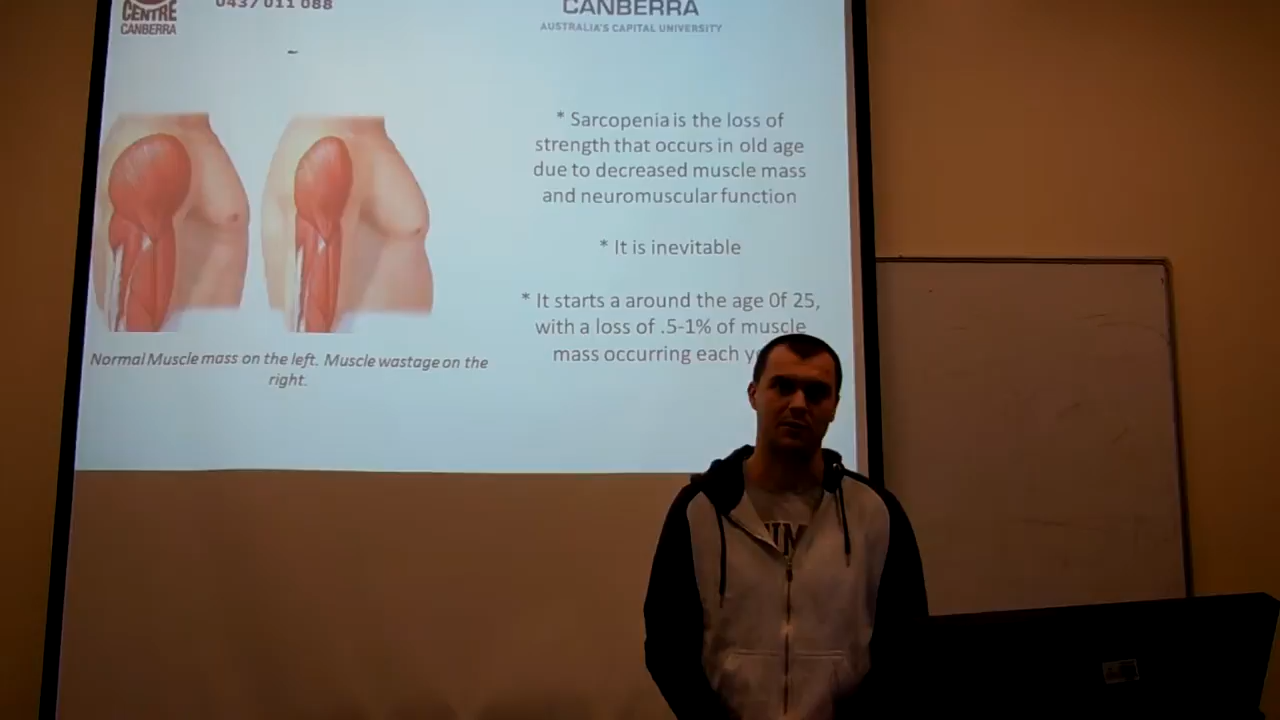 CENTRE
CANBERRA
0437 011 088
CANBERRA
AUSTRALIA'S CAPITAL UNIVERSITY
* Sarcopenia is the loss of
strength that occurs in old age
due to decreased muscle mass
and neuromuscular function
* It is inevitable
* It starts a around the age 0f 25,
with a loss of .5-1% of muscle
mass occurring each
Normal Muscle mass on the left. Muscle wastage on the
right.